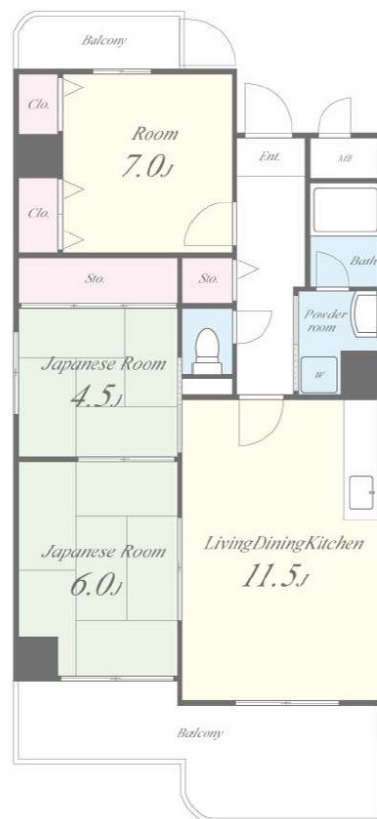 Balcony
Clo.
Room
7.0J
Ent.
MB
Clo.
Bath
Sto.
Sto.
Powder
room
Japanese Room
4.5J
W
Japanese Room
6.0J
LivingDiningKitchen
11.5J
Balcony